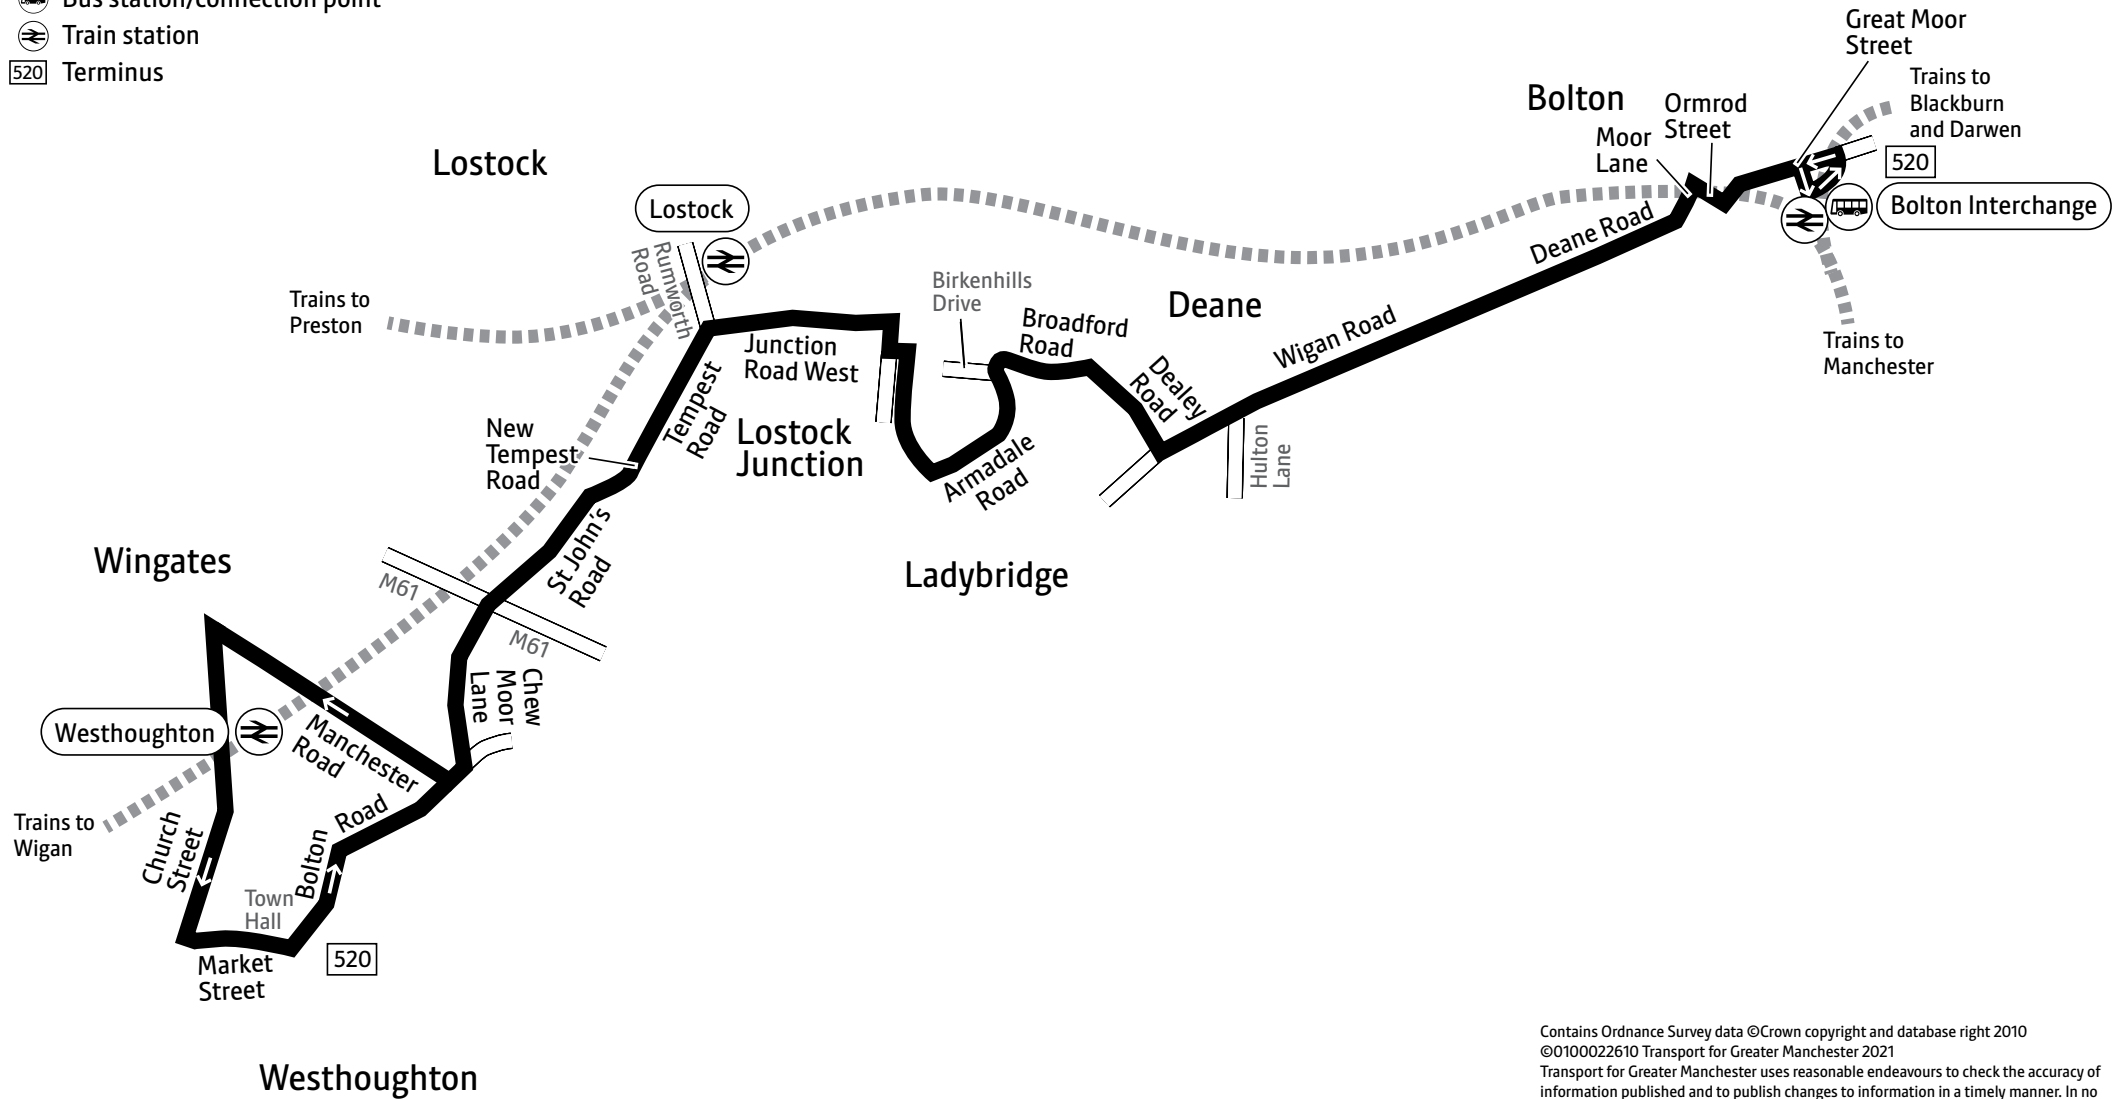 Bus station/connection point
Train station
520 Terminus
Great Moor
Street
Trains to
Blackburn
and Darwen
Bolton
Ormrod
Street
Moor
Lane
520
Bolton Interchange
Lostock
Lostock
Rumworth
Road
Trains to
Preston
Birkenhills
Drive
Deane
Deane Road
Broadford
Road
Wigan Road
Trains to
Manchester
Junction
Road West
Dealey
Road
Tempest
Road
New
Tempest
Road
Lostock
Junction
Armadale
Road
Hulton
Lane
St John's
Road
Wingates
M61
M61
Ladybridge
Chew
Moor
Lane
Westhoughton
Manchester
Road
Trains to
Wigan
Church
Street
Bolton
Road
Town
Hall
520
Market
Street
Westhoughton
Contains Ordnance Survey data ©Crown copyright and database right 2010
©0100022610 Transport for Greater Manchester 2021
Transport for Greater Manchester uses reasonable endeavours to check the accuracy of
information published and to publish changes to information in a timely manner. In no